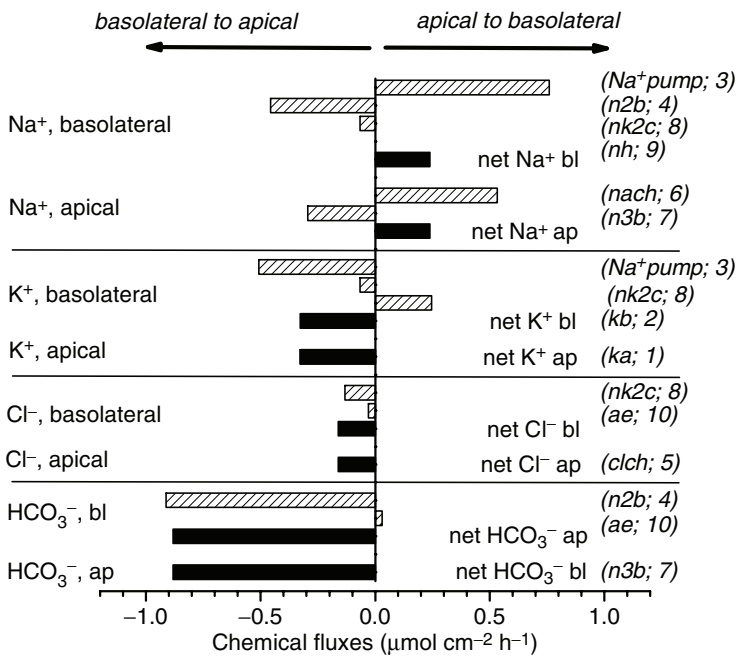 basolateral to apical apical to basolateral
(Na⁺pump; 3)
(n2b; 4)
Na⁺, basolateral (nk2c; 8)
net Na⁺ bl (nh; 9)
Na⁺, apical (nach; 6)
(n3b; 7)
net Na⁺ ap
(Na⁺pump; 3)
K⁺, basolateral (nk2c; 8)
net K⁺ bl (kb; 2)
K⁺, apical net K⁺ ap (ka; 1)
(nk2c; 8)
Cl⁻, basolateral (ae; 10)
net Cl⁻ bl
Cl⁻, apical net Cl⁻ ap (clch; 5)
(n2b; 4)
HCO₃⁻, bl (ae; 10)
net HCO₃⁻ ap
HCO₃⁻, ap net HCO₃⁻ bl (n3b; 7)
−1.0 −0.5 0.0 0.5 1.0
Chemical fluxes (μmol cm⁻² h⁻¹)